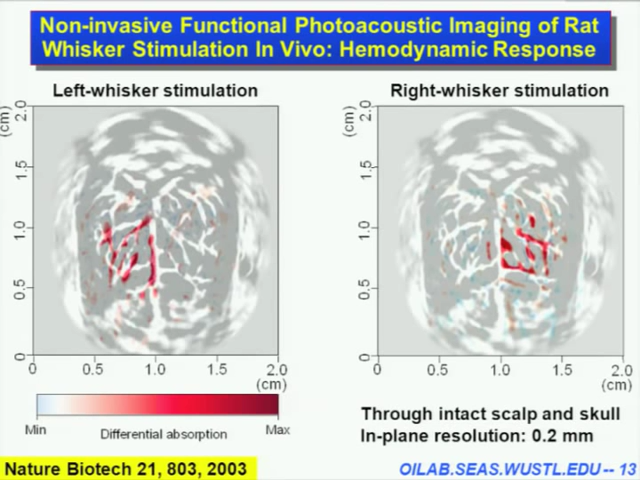 Non-invasive Functional Photoacoustic Imaging of Rat
Whisker Stimulation In Vivo: Hemodynamic Response
Left-whisker stimulation
Right-whisker stimulation
(cm)
2.0
1.5
1.0
0.5
0
0 0.5 1.0 1.5 2.0
(cm)
(cm)
2.0
1.5
1.0
0.5
0
0 0.5 1.0 1.5 2.0
(cm)
Min Differential absorption Max
Through intact scalp and skull
In-plane resolution: 0.2 mm
Nature Biotech 21, 803, 2003
OILAB.SEAS.WUSTL.EDU -- 13